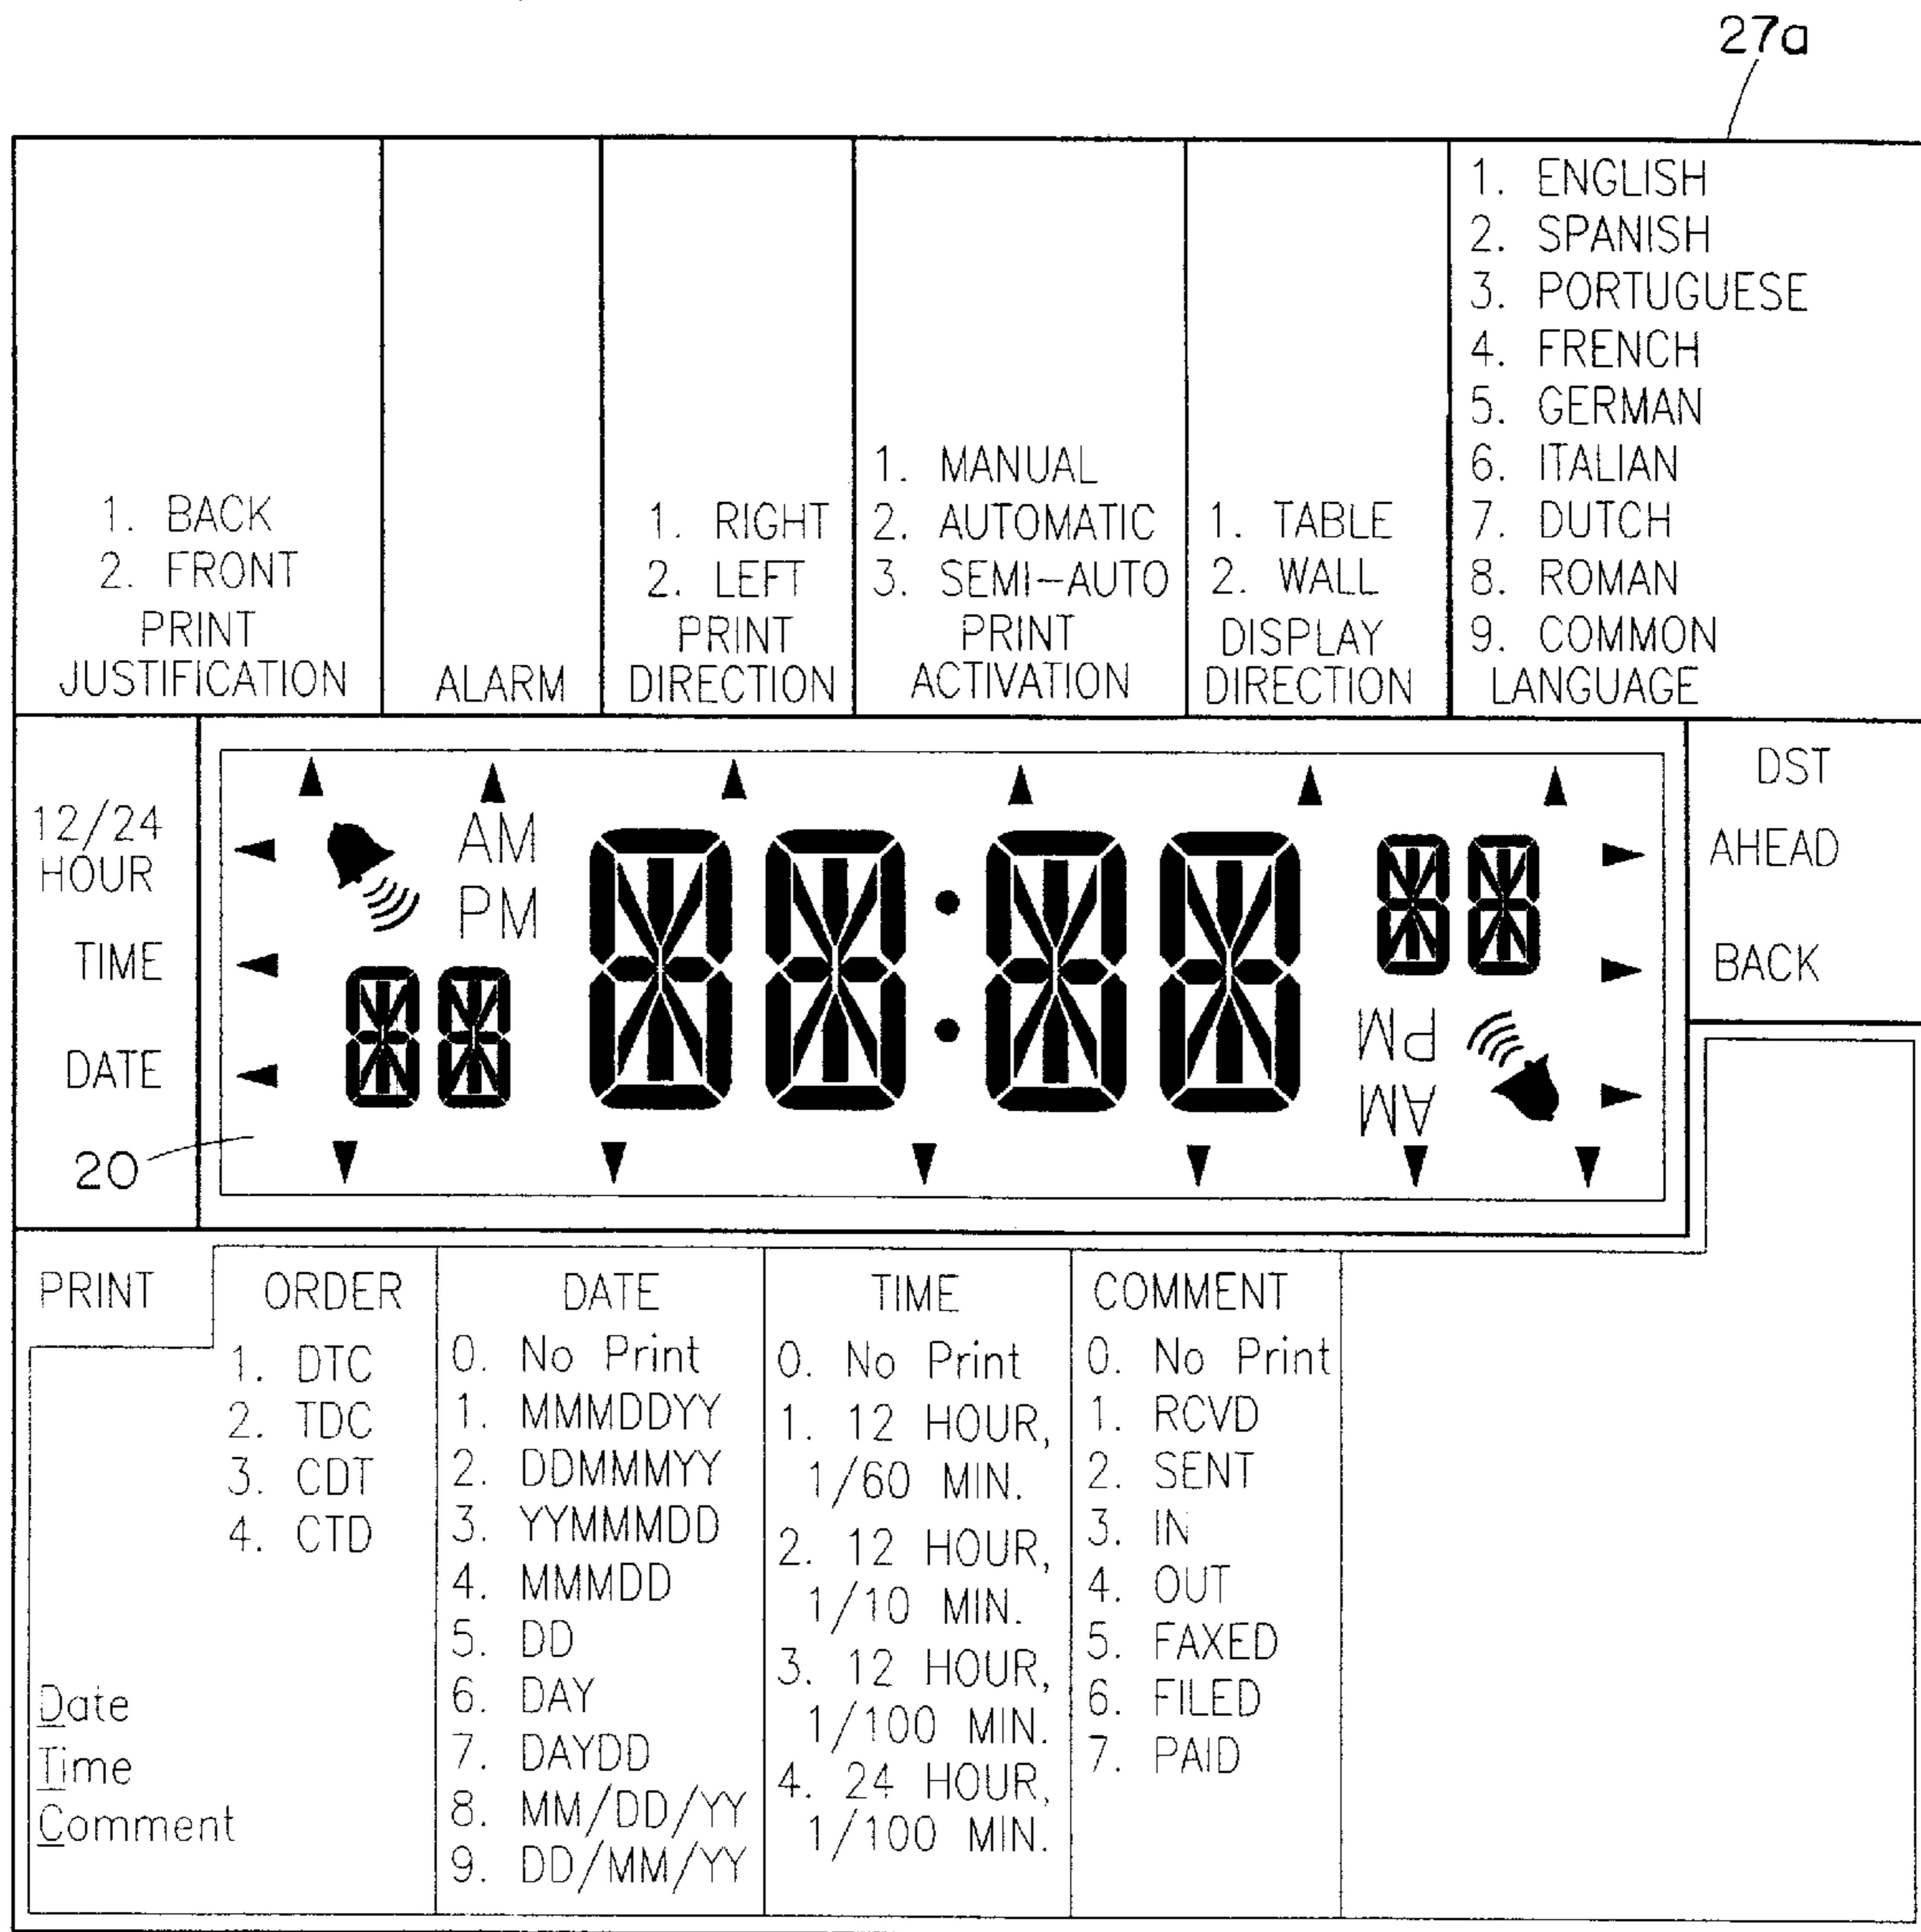 27a
1. BACK
2. FRONT
PRINT
JUSTIFICATION
ALARM
1. RIGHT
2. LEFT
PRINT
DIRECTION
1. MANUAL
2. AUTOMATIC
3. SEMI-AUTO
PRINT
ACTIVATION
1. TABLE
2. WALL
DISPLAY
DIRECTION
1. ENGLISH
2. SPANISH
3. PORTUGUESE
4. FRENCH
5. GERMAN
6. ITALIAN
7. DUTCH
8. ROMAN
9. COMMON
LANGUAGE
12/24
HOUR
TIME
DATE
20
AM
PM
PM
AM
DST
AHEAD
BACK
PRINT
Date
Time
Comment
ORDER
1. DTC
2. TDC
3. CDT
4. CTD
DATE
0. No Print
1. MMMDDYY
2. DDMMMYY
3. YYMMMDD
4. MMMDD
5. DD
6. DAY
7. DAYDD
8. MM/DD/YY
9. DD/MM/YY
TIME
0. No Print
1. 12 HOUR,
1/60 MIN.
2. 12 HOUR,
1/10 MIN.
3. 12 HOUR,
1/100 MIN.
4. 24 HOUR,
1/100 MIN.
COMMENT
0. No Print
1. RCVD
2. SENT
3. IN
4. OUT
5. FAXED
6. FILED
7. PAID